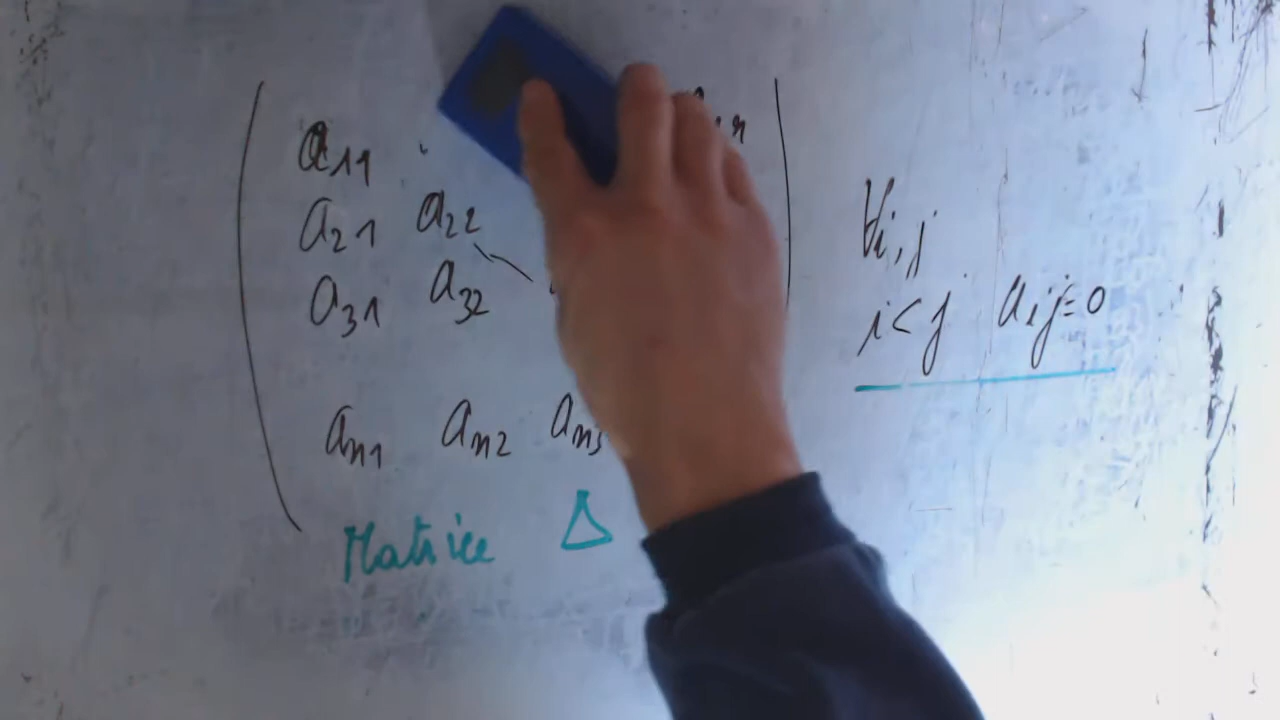 a11 .
a21 a22
a31 a32
an1 an2 an3
∀i,j
i<j aij=0
Matrice Δ